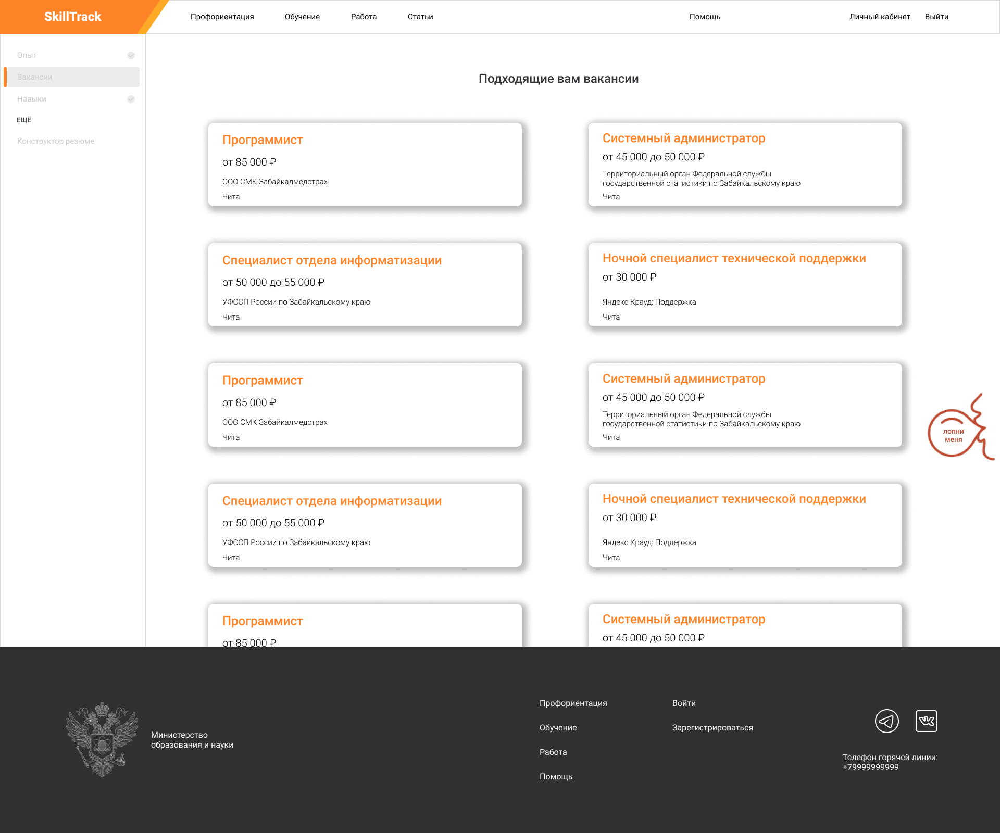 SkillTrack
Профориентация
Обучение
Работа
Статьи
Помощь
Личный кабинет
Выйти
Опыт
Вакансии
Навыки
ЕЩЁ
Конструктор резюме
Подходящие вам вакансии
Программист
от 85 000 ₽
ООО СМК Забайкалмедстрах
Чита
Системный администратор
от 45 000 до 50 000 ₽
Территориальный орган Федеральной службы
государственной статистики по Забайкальскому краю
Чита
Специалист отдела информатизации
от 50 000 до 55 000 ₽
УФССП России по Забайкальскому краю
Чита
Ночной специалист технической поддержки
от 30 000 ₽
Яндекс Крауд: Поддержка
Чита
Программист
от 85 000 ₽
ООО СМК Забайкалмедстрах
Чита
Системный администратор
от 45 000 до 50 000 ₽
Территориальный орган Федеральной службы
государственной статистики по Забайкальскому краю
Чита
лопни
меня
Специалист отдела информатизации
от 50 000 до 55 000 ₽
УФССП России по Забайкальскому краю
Чита
Ночной специалист технической поддержки
от 30 000 ₽
Яндекс Крауд: Поддержка
Чита
Программист
от 85 000 ₽
Системный администратор
от 45 000 до 50 000 ₽
Министерство
образования и науки
Профориентация
Обучение
Работа
Помощь
Войти
Зарегистрироваться
Телефон горячей линии:
+79999999999